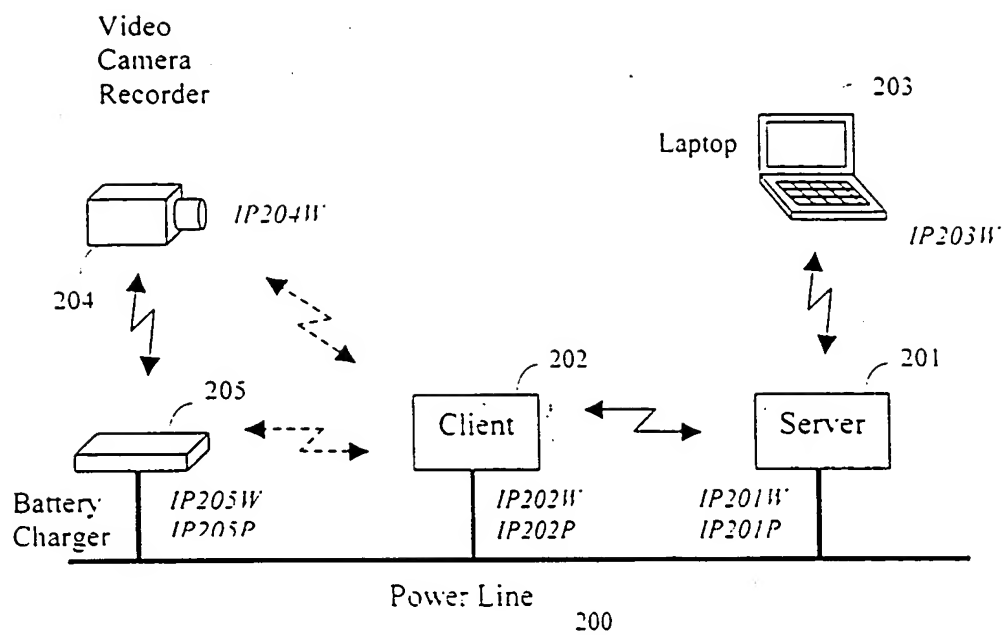 Video
Camera
Recorder
203
Laptop
IP204W
IP203W
204
202
201
205
Client
Server
Battery
Charger
IP205W
IP205P
IP202W
IP202P
IP201W
IP201P
Power Line
200